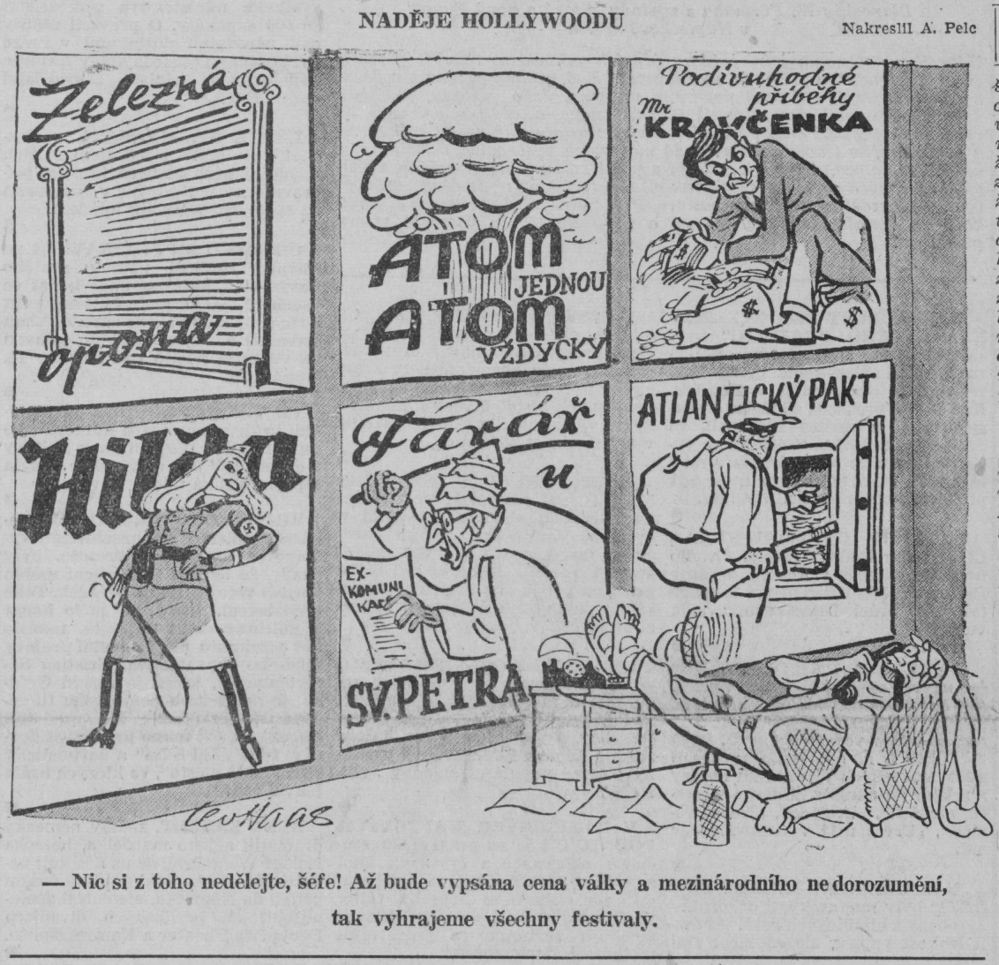 NADĚJE HOLLYWOODU
Nakreslil A. Pelc
Železná
opona
ATOM
JEDNOU
ATOM
VŽDYCKY
Podivuhodné
příběhy
Mr
KRAVČENKA
$
$
Hilda
Farář
u
EX-
KOMUNI
KACE
SV. PETRA
ATLANTICKÝ PAKT
Lev Haas
— Nic si z toho nedělejte, šéfe! Až bude vypsána cena války a mezinárodního nedorozumění,
tak vyhrajeme všechny festivaly.